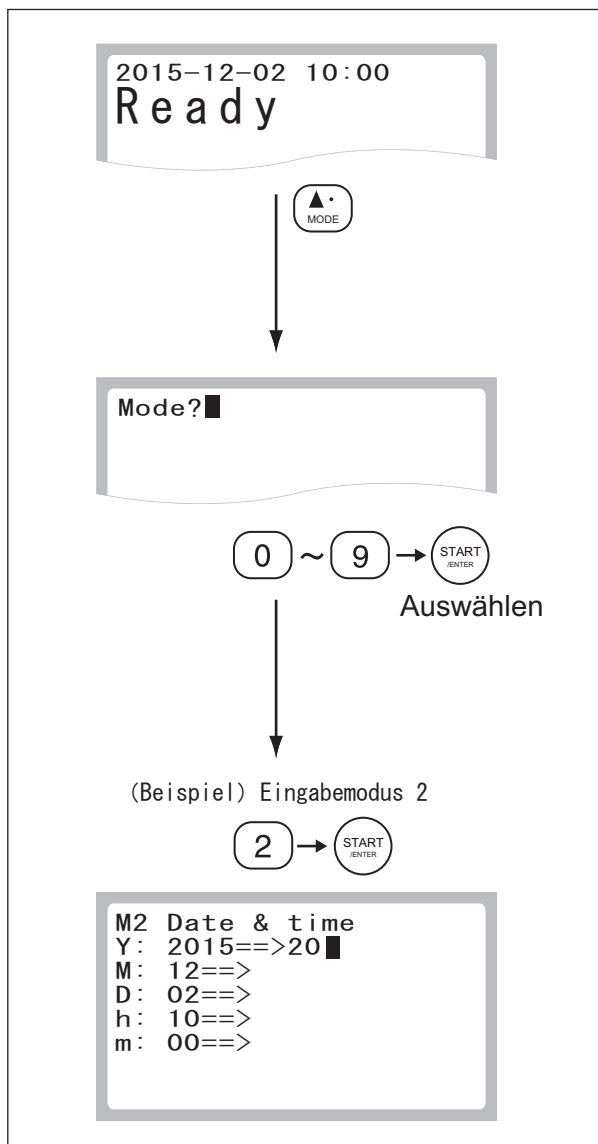 2015-12-02 10:00
Ready
▲·
MODE
Mode?
0 ~ 9 → START
/ENTER
Auswählen
(Beispiel) Eingabemodus 2
2 → START
/ENTER
M2 Date & time
Y: 2015==>20
M: 12==>
D: 02==>
h: 10==>
m: 00==>